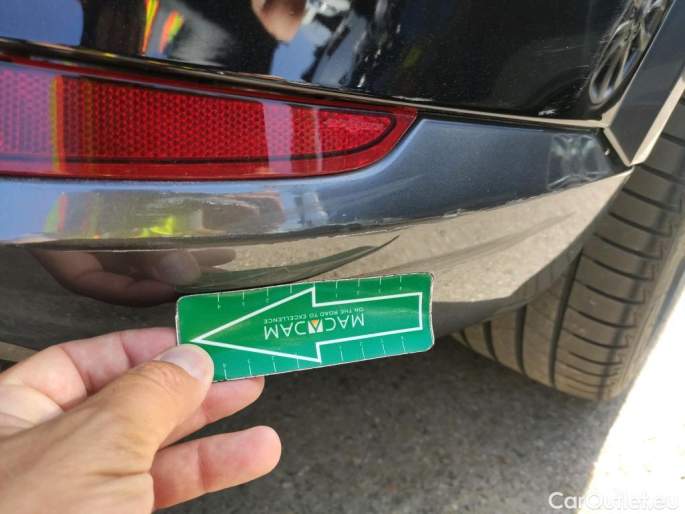 MACADAM
ON THE ROAD TO EXCELLENCE
CarOutlet.eu